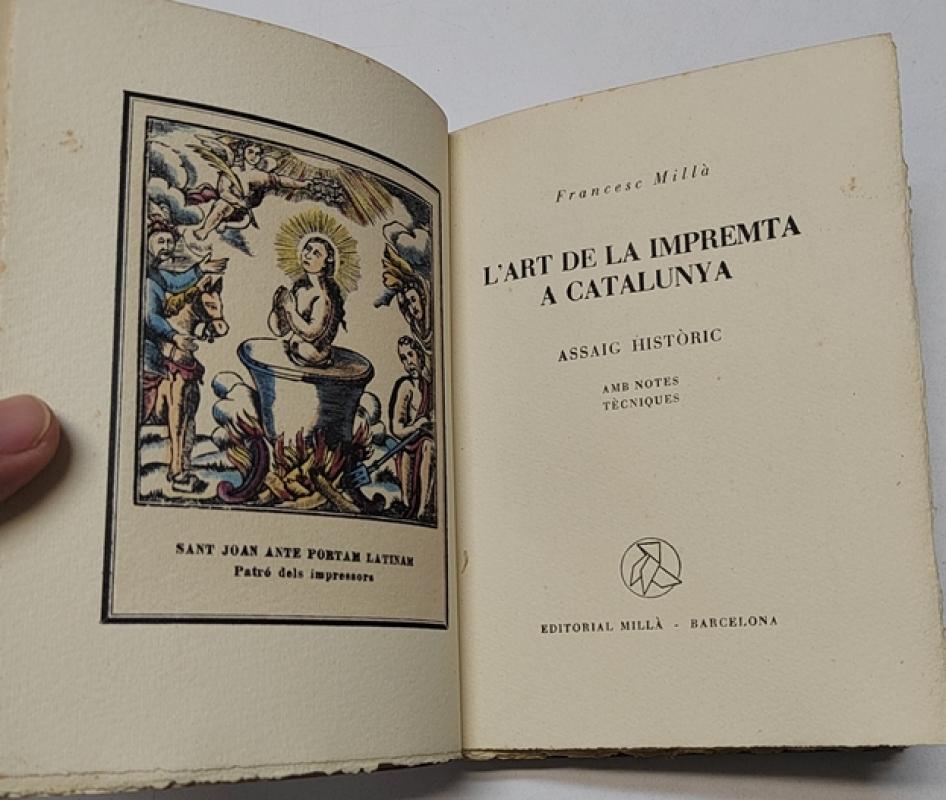 SANT JOAN ANTE PORTAM LATINAM
Patró dels impressors
Francesc Millà
L'ART DE LA IMPREMTA
A CATALUNYA
ASSAIG HISTÒRIC
AMB NOTES
TÈCNIQUES
EDITORIAL MILLÀ - BARCELONA